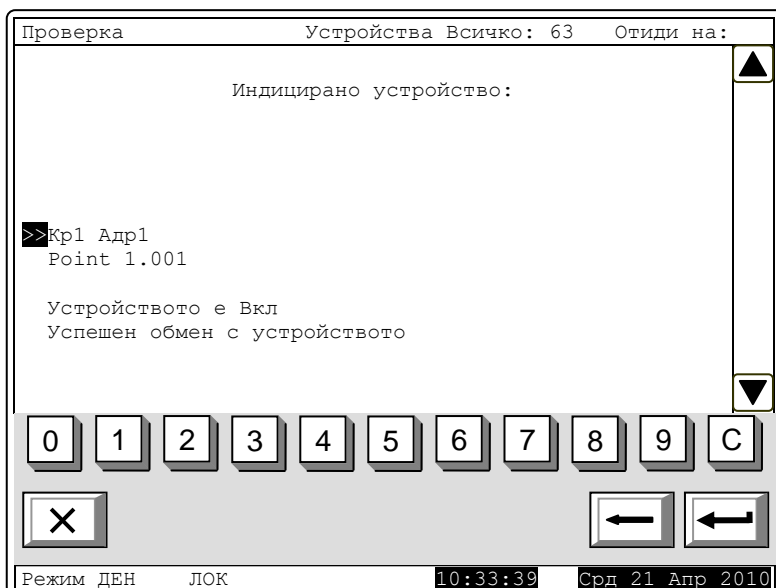 Проверка Устройства Всичко: 63 Отиди на:
Индицирано устройство:
>>Кр1 Адр1
Point 1.001
Устройството е Вкл
Успешен обмен с устройството
0 1 2 3 4 5 6 7 8 9 C
Режим ДЕН ЛОК 10:33:39 Срд 21 Апр 2010